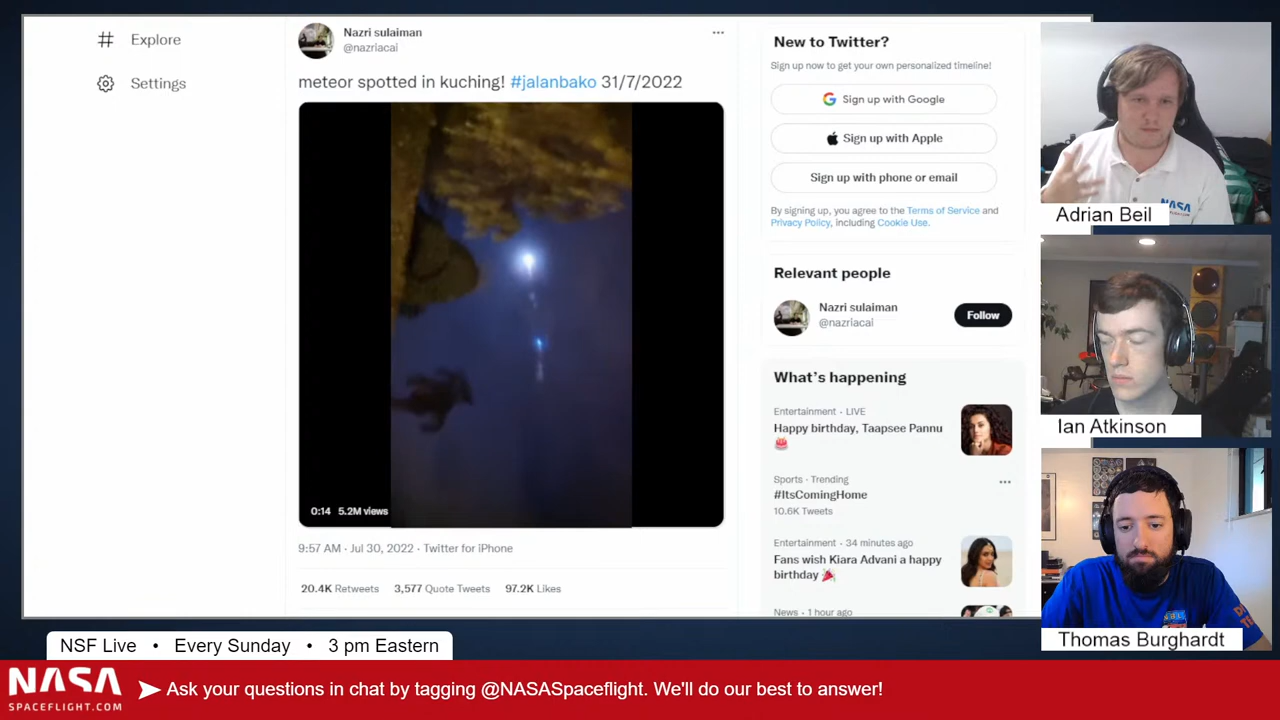 Explore
Settings
Nazri sulaiman
@nazriacai
meteor spotted in kuching! #jalanbako 31/7/2022
0:14 5.2M views
9:57 AM · Jul 30, 2022 · Twitter for iPhone
20.4K Retweets 3,577 Quote Tweets 97.2K Likes
New to Twitter?
Sign up now to get your own personalized timeline!
Sign up with Google
Sign up with Apple
Sign up with phone or email
By signing up, you agree to the Terms of Service and
Privacy Policy, including Cookie Use.
Relevant people
Nazri sulaiman
@nazriacai
Follow
What's happening
Entertainment · LIVE
Happy birthday, Taapsee Pannu
Sports · Trending
#ItsComingHome
10.6K Tweets
Entertainment · 34 minutes ago
Fans wish Kiara Advani a happy
birthday
News · 1 hour ago
NASA
Adrian Beil
Ian Atkinson
Thomas Burghardt
NSF Live • Every Sunday • 3 pm Eastern
NASA
SPACEFLIGHT.COM
Ask your questions in chat by tagging @NASASpaceflight. We'll do our best to answer!